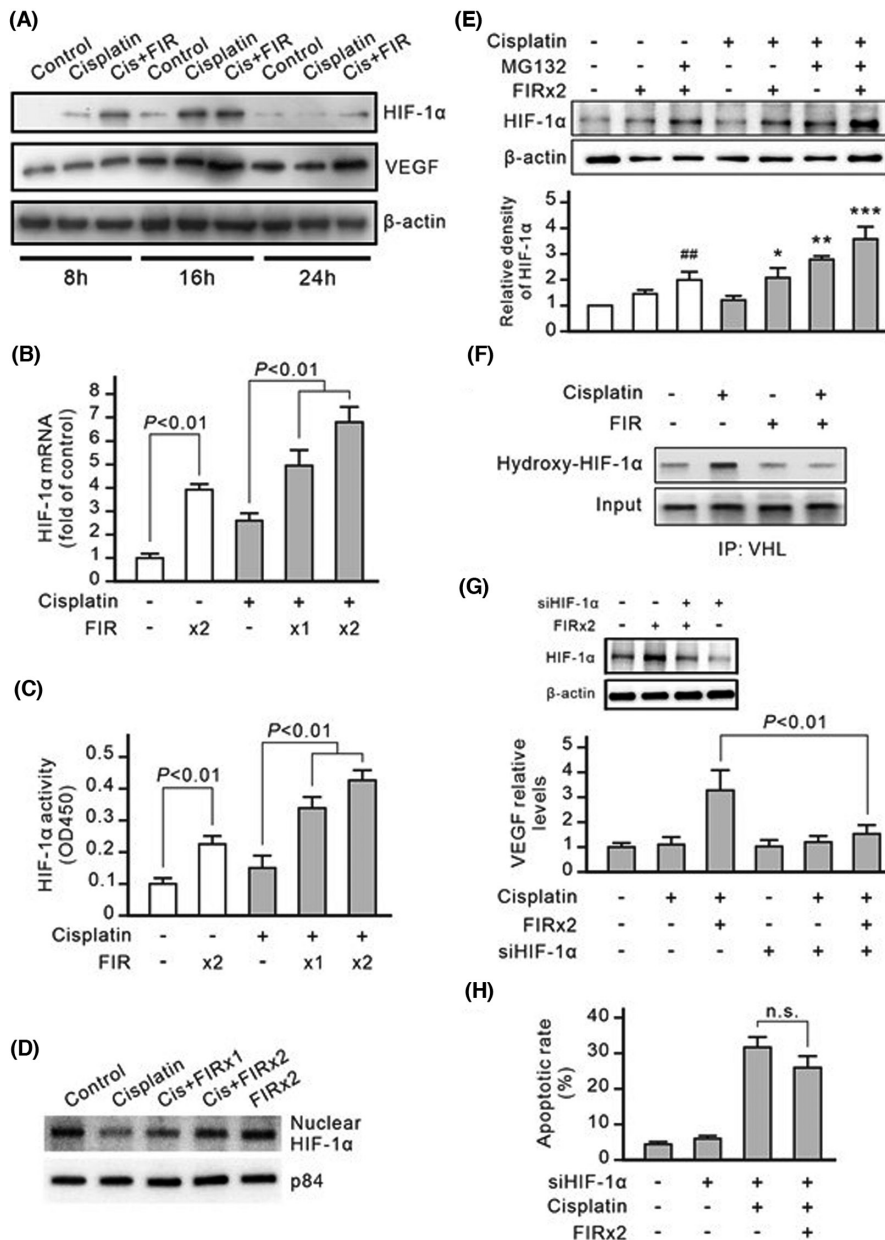 (A)
Control Cisplatin Cis+FIR Control Cisplatin Cis+FIR Control Cisplatin Cis+FIR
HIF-1α
VEGF
β-actin
8h 16h 24h
(B)
HIF-1α mRNA
(fold of control)
8
7
6
5
4
3
2
1
0
P<0.01
P<0.01
Cisplatin - - + + +
FIR - x2 - x1 x2
(C)
HIF-1α activity
(OD450)
0.5
0.4
0.3
0.2
0.1
0
P<0.01
P<0.01
Cisplatin - - + + +
FIR - x2 - x1 x2
(D)
Control Cisplatin Cis+FIRx1 Cis+FIRx2 FIRx2
Nuclear
HIF-1α
p84
(E)
Cisplatin - - - + + + +
MG132 - - + - - + +
FIRx2 - + + - + - +
HIF-1α
β-actin
Relative density
of HIF-1α
5
4
3
2
1
0
## * ** ***
(F)
Cisplatin - + - +
FIR - - + +
Hydroxy-HIF-1α
Input
IP: VHL
(G)
siHIF-1α - - + +
FIRx2 - + + -
HIF-1α
β-actin
P<0.01
VEGF relative
levels
5
4
3
2
1
0
Cisplatin - + + - + +
FIRx2 - - + - - +
siHIF-1α - - - + + +
(H)
n.s.
Apoptotic rate
(%)
40
30
20
10
0
siHIF-1α - + + +
Cisplatin - - + +
FIRx2 - - - +